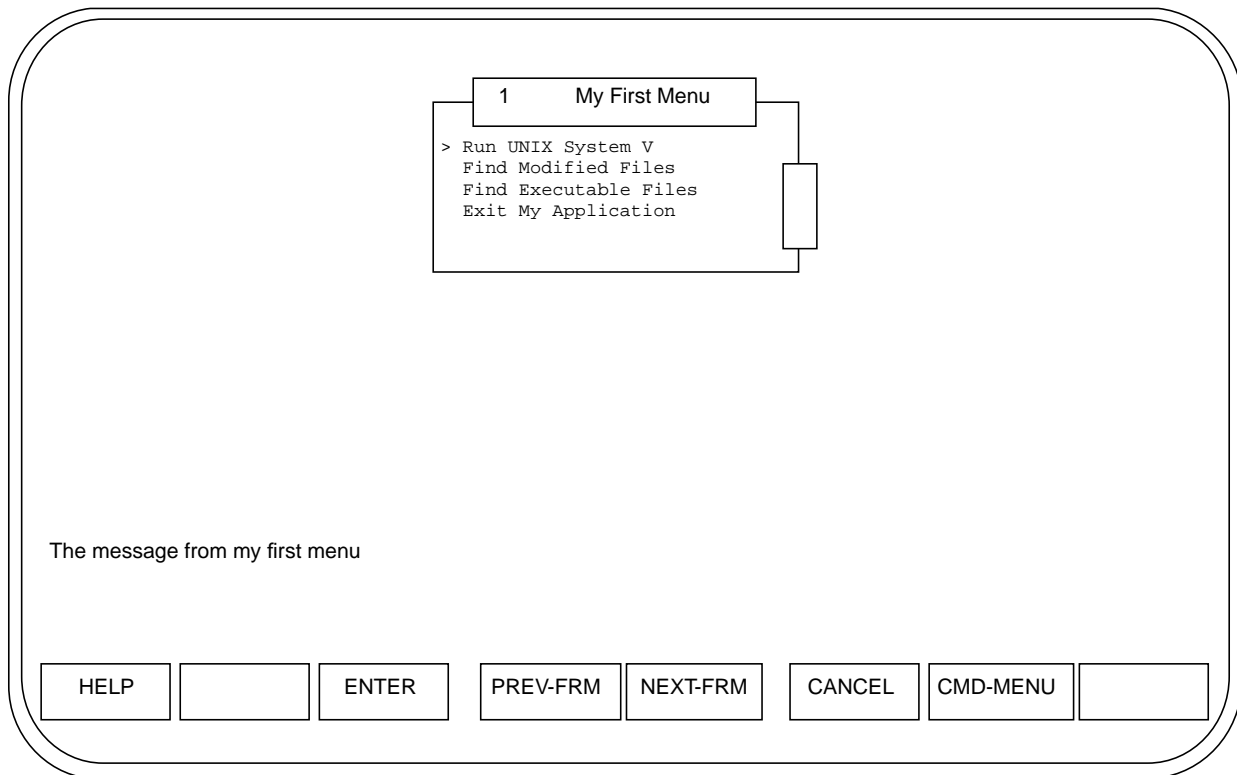 1 My First Menu
> Run UNIX System V
Find Modified Files
Find Executable Files
Exit My Application
The message from my first menu
HELP ENTER PREV-FRM NEXT-FRM CANCEL CMD-MENU